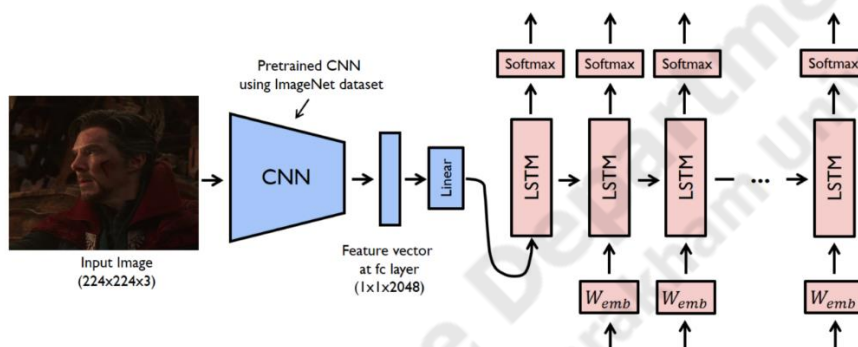 Pretrained CNN
using ImageNet dataset
CNN
Linear
Input Image
(224x224x3)
Feature vector
at fc layer
(1x1x2048)
Softmax
Softmax
Softmax
Softmax
LSTM
LSTM
LSTM
...
LSTM
W_emb
W_emb
W_emb